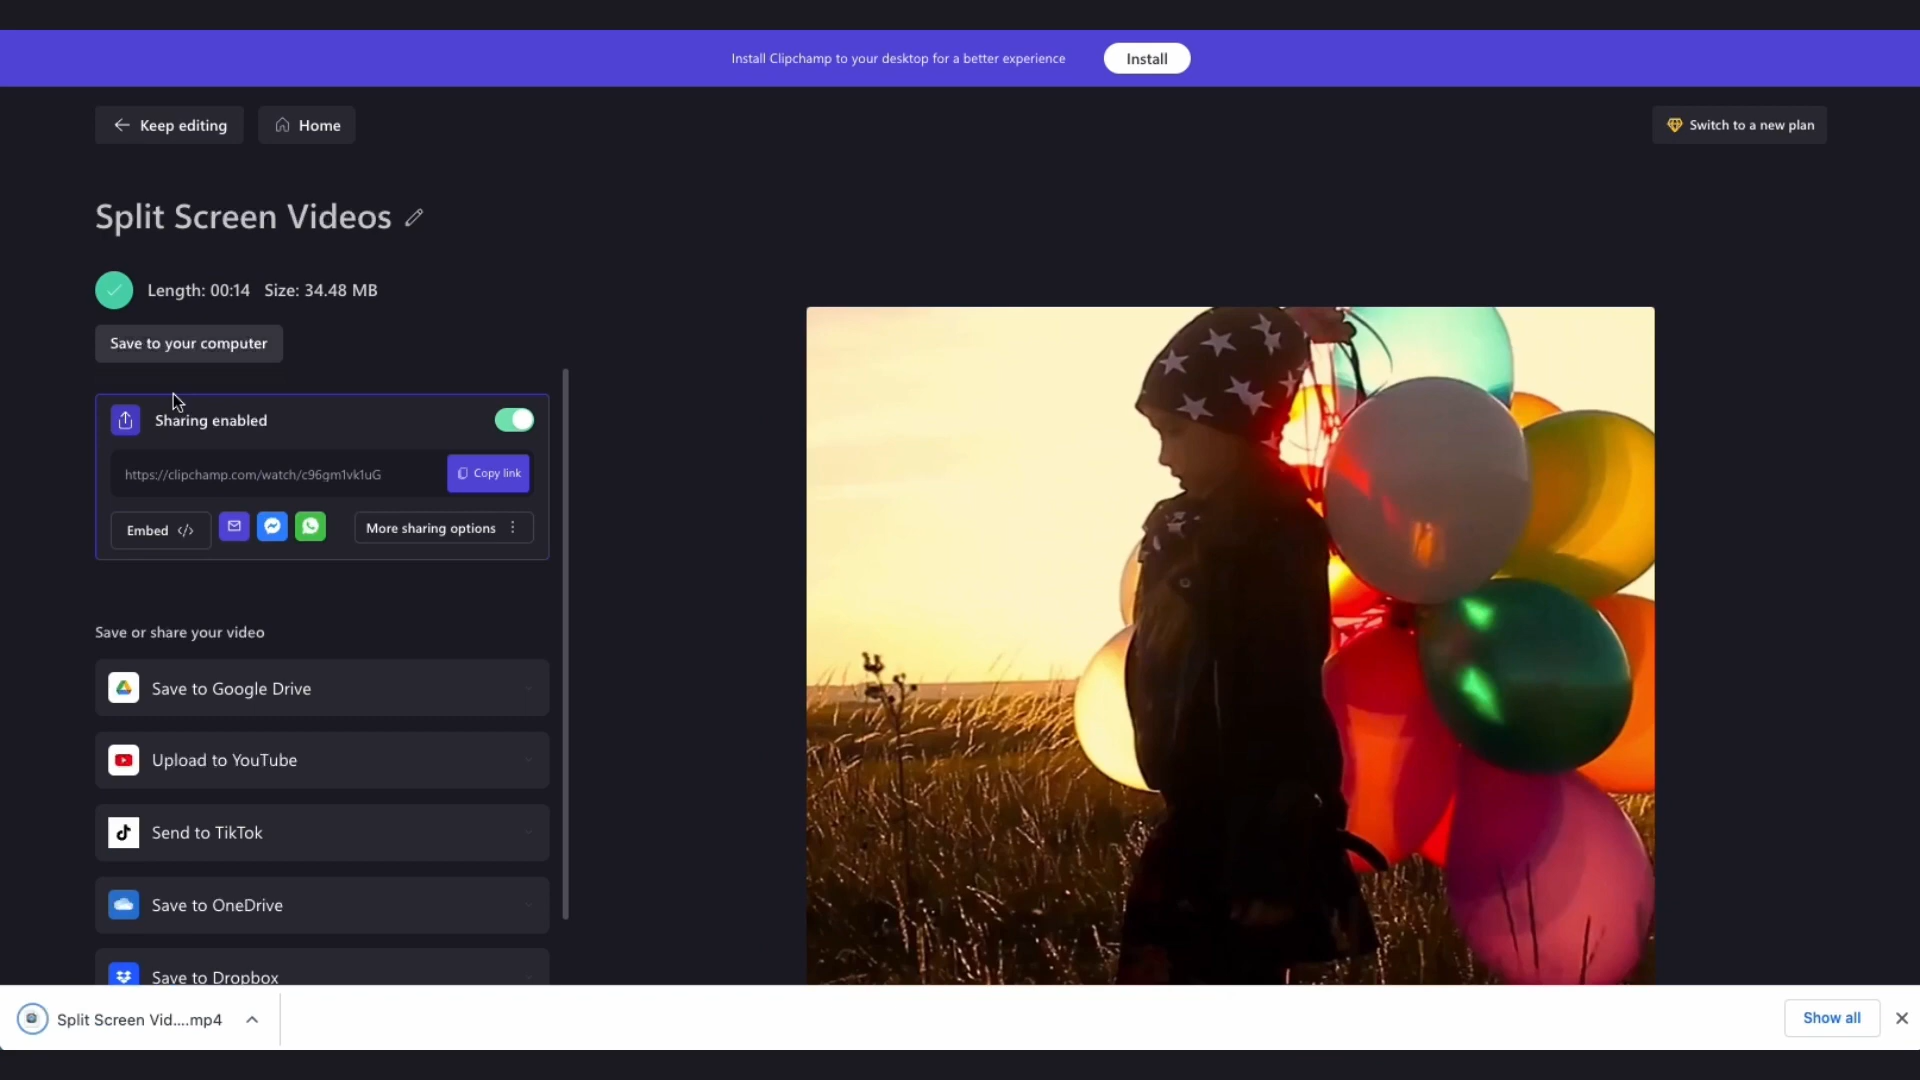 Install Clipchamp to your desktop for a better experience
Install
Keep editing
Home
Switch to a new plan
Split Screen Videos
Length: 00:14 Size: 34.48 MB
Save to your computer
Sharing enabled
https://clipchamp.com/watch/c96gm1vk1uG
Copy link
Embed </>
More sharing options
Save or share your video
Save to Google Drive
Upload to YouTube
Send to TikTok
Save to OneDrive
Save to Dropbox
Split Screen Vid....mp4
Show all